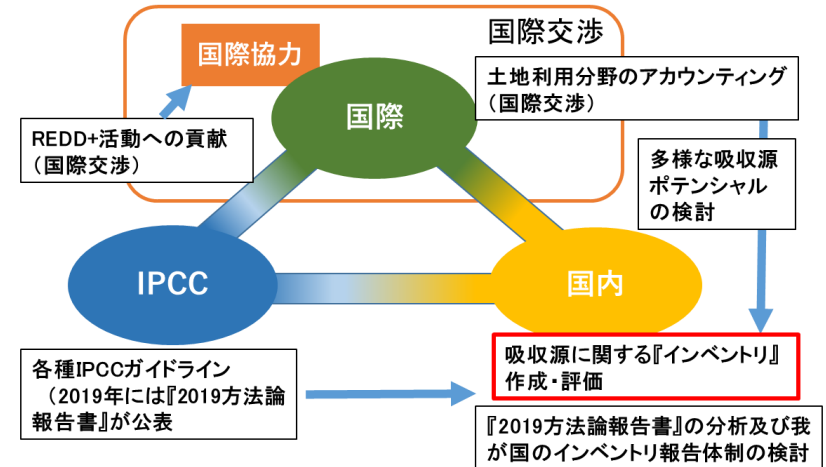 国際交渉
国際協力
国際
土地利用分野のアカウンティング
（国際交渉）
REDD+活動への貢献
（国際交渉）
多様な吸収源
ポテンシャル
の検討
IPCC
国内
各種IPCCガイドライン
（2019年には『2019方法論
報告書』が公表
吸収源に関する『インベントリ』
作成・評価
『2019方法論報告書』の分析及び我
が国のインベントリ報告体制の検討